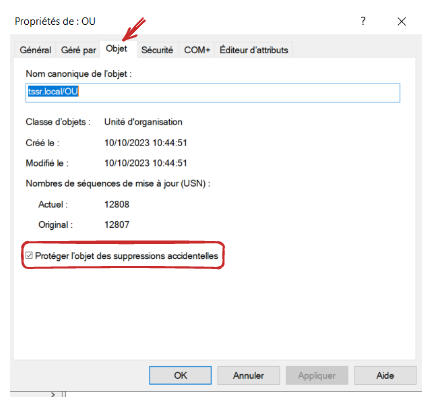 Propriétés de : OU
? ×
Général Géré par Objet Sécurité COM+ Éditeur d'attributs
Nom canonique de l'objet :
tssr.local/OU
Classe d'objets : Unité d'organisation
Créé le : 10/10/2023 10:44:51
Modifié le : 10/10/2023 10:44:51
Nombres de séquences de mise à jour (USN) :
Actuel : 12808
Original : 12807
Protéger l'objet des suppressions accidentelles
OK Annuler Appliquer Aide